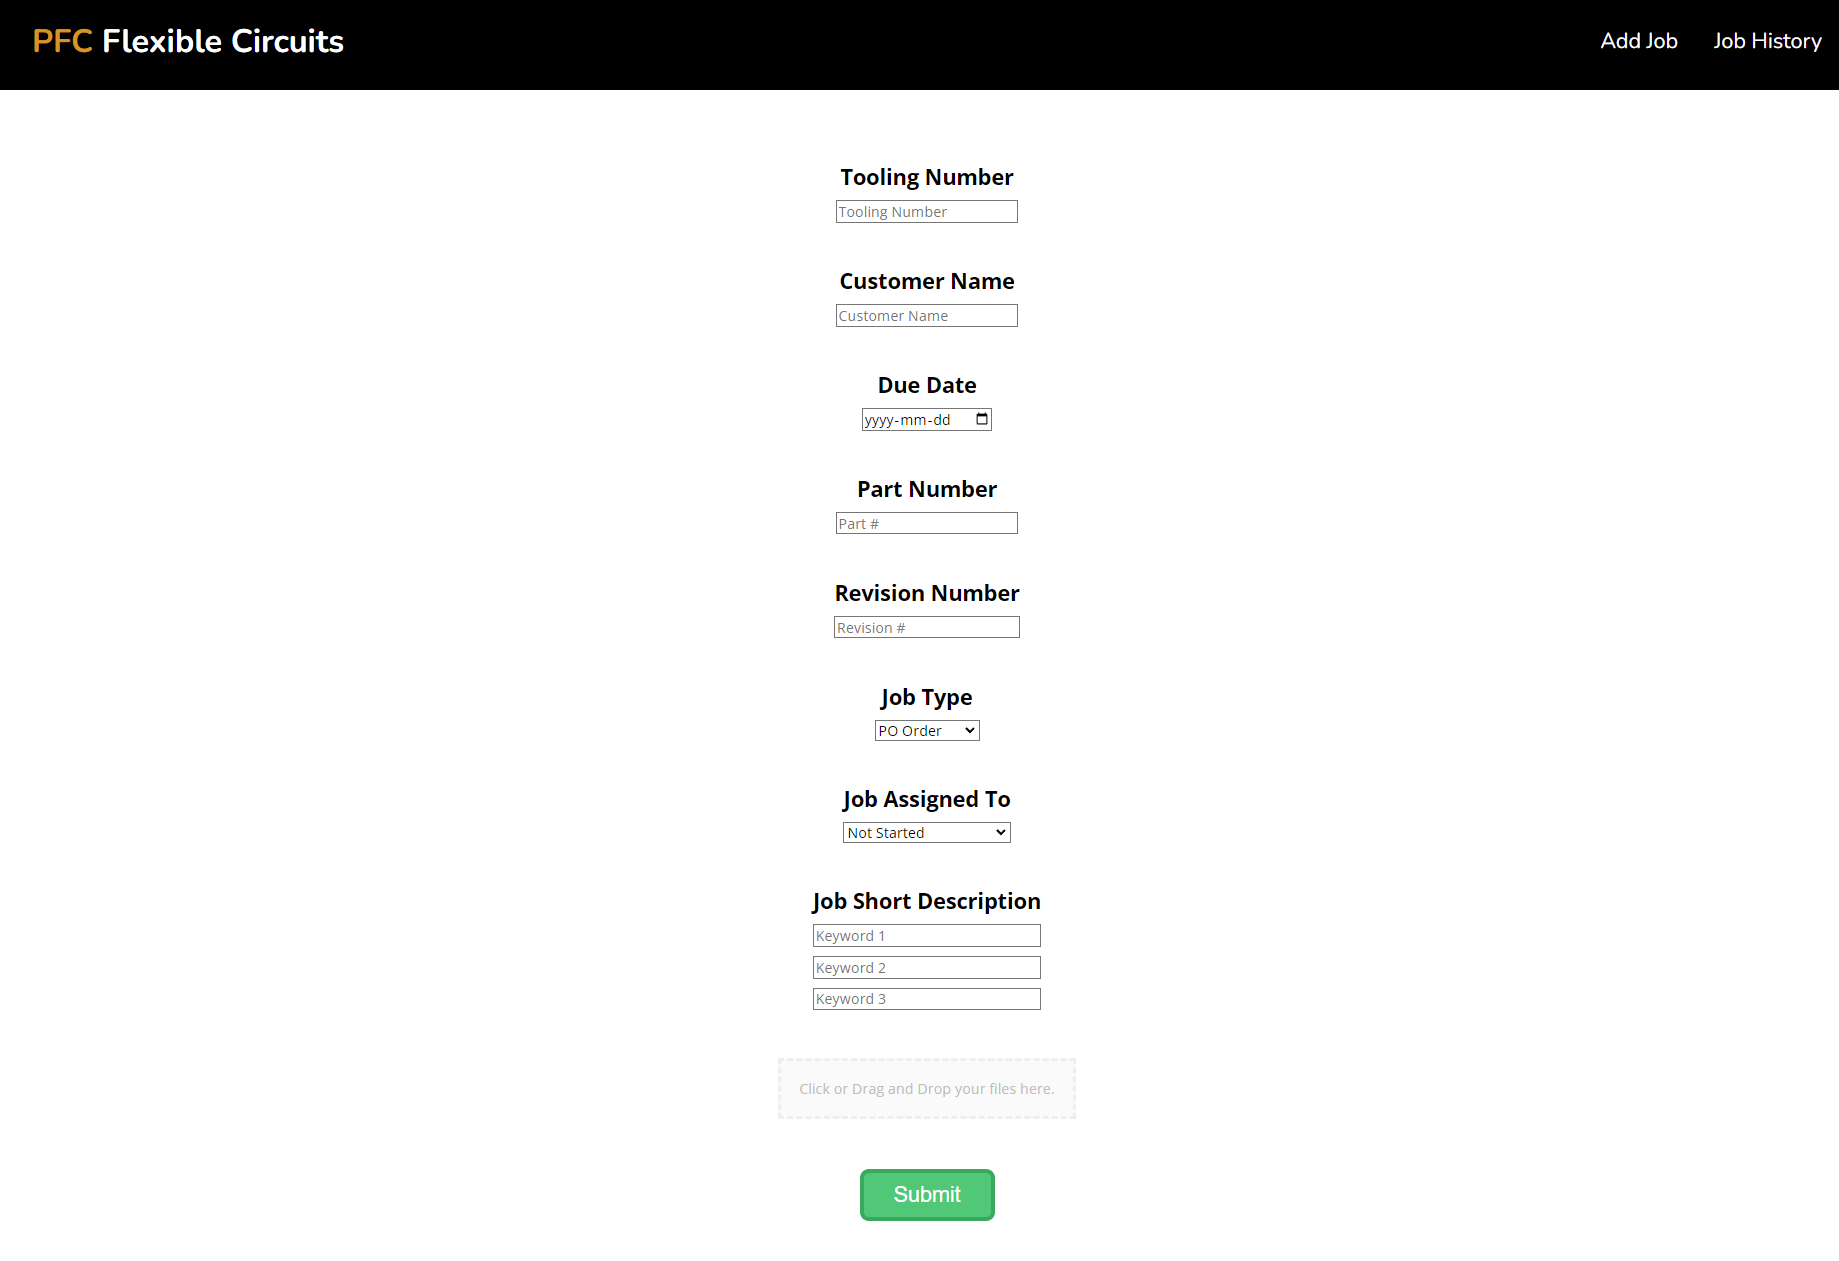 PFC Flexible Circuits
Add Job
Job History
Tooling Number
Tooling Number
Customer Name
Customer Name
Due Date
yyyy-mm-dd
Part Number
Part #
Revision Number
Revision #
Job Type
PO Order
Job Assigned To
Not Started
Job Short Description
Keyword 1
Keyword 2
Keyword 3
Click or Drag and Drop your files here.
Submit